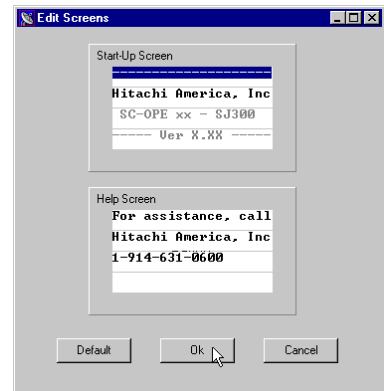 Edit Screens
Start-Up Screen
--------------------
Hitachi America, Inc
SC-OPE xx - SJ300
----- Ver X.XX -----
Help Screen
For assistance, call
Hitachi America, Inc
1-914-631-0600
Default
Ok
Cancel